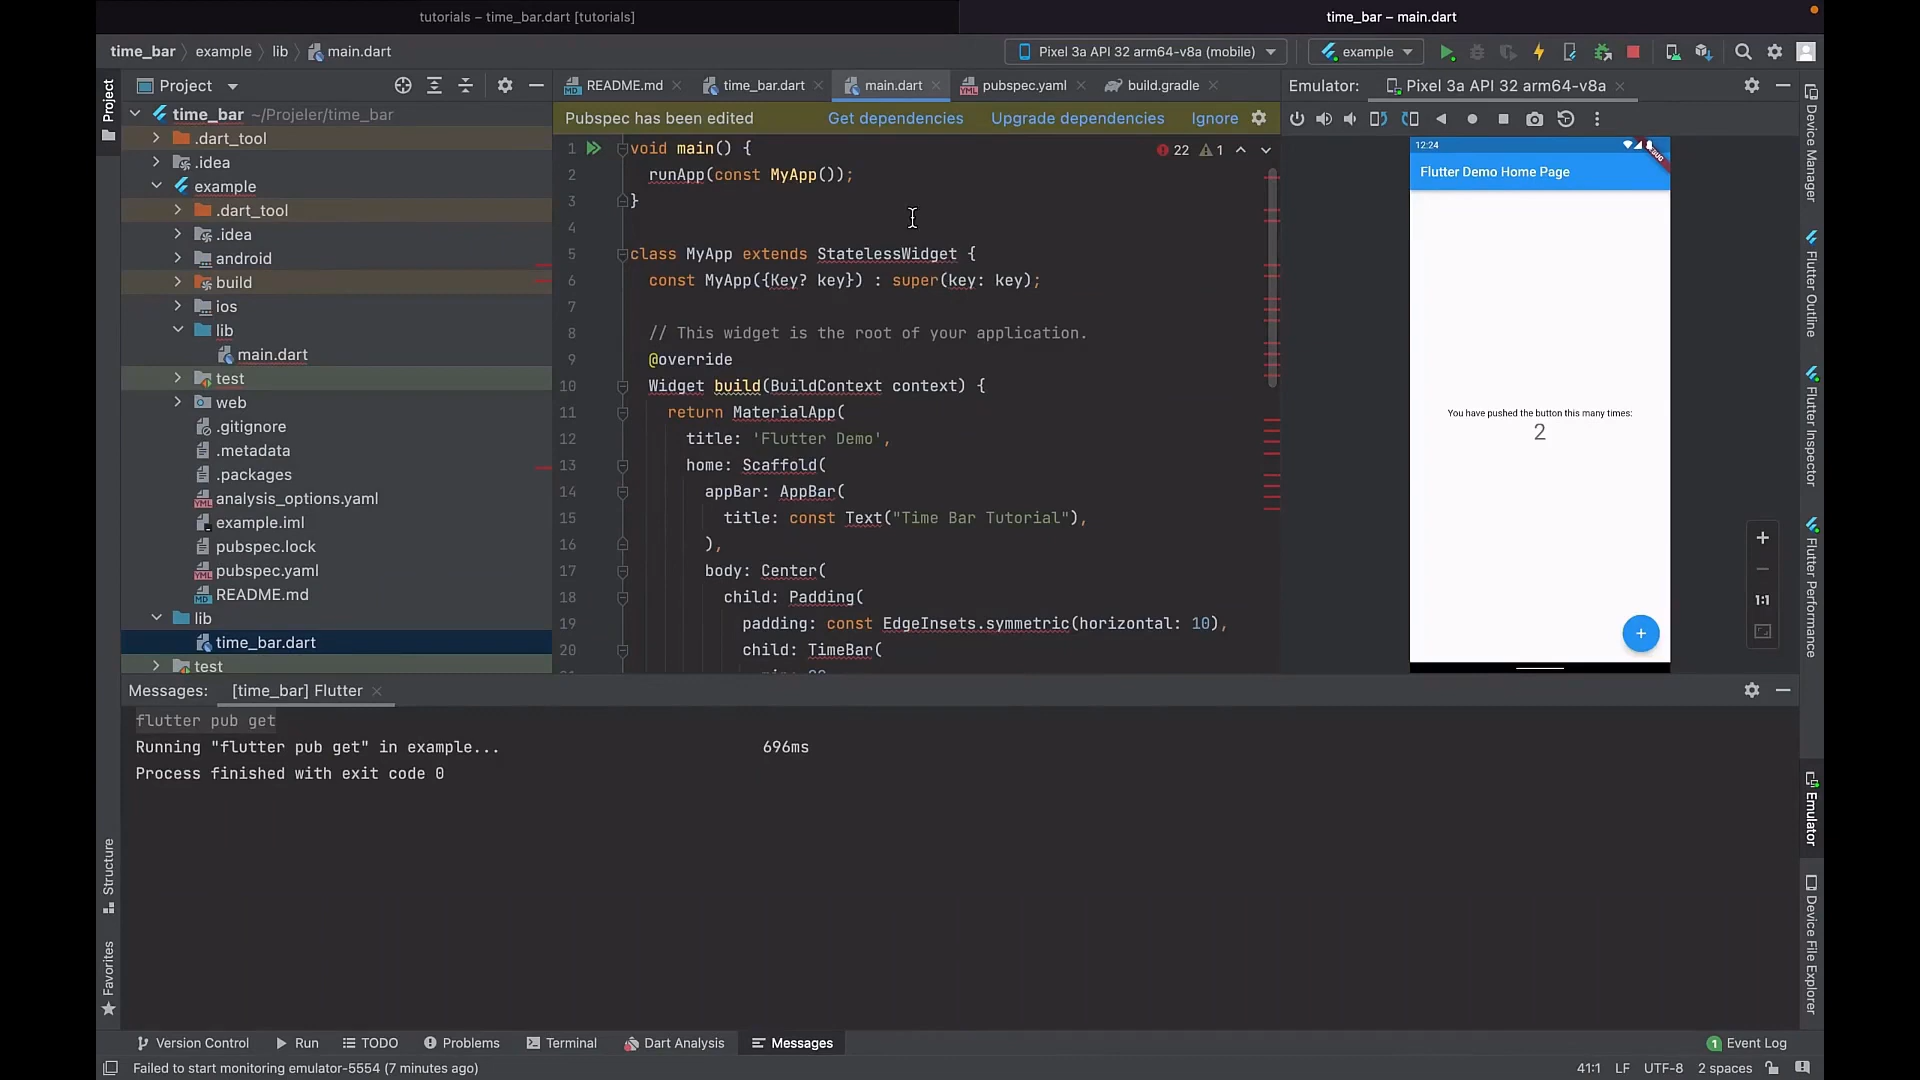 tutorials – time_bar.dart [tutorials]
time_bar – main.dart
time_bar
example
lib
main.dart
Pixel 3a API 32 arm64-v8a (mobile)
example
Project
Project
README.md
time_bar.dart
main.dart
pubspec.yaml
build.gradle
Emulator:
Pixel 3a API 32 arm64-v8a
time_bar ~/Projeler/time_bar
.dart_tool
.idea
example
.dart_tool
.idea
android
build
ios
lib
main.dart
test
web
.gitignore
.metadata
.packages
analysis_options.yaml
example.iml
pubspec.lock
pubspec.yaml
README.md
lib
time_bar.dart
test
Pubspec has been edited
Get dependencies
Upgrade dependencies
Ignore
22
1
1 void main() {
2 runApp(const MyApp());
3 }
4
5 class MyApp extends StatelessWidget {
6 const MyApp({Key? key}) : super(key: key);
7
8 // This widget is the root of your application.
9 @override
10 Widget build(BuildContext context) {
11 return MaterialApp(
12 title: 'Flutter Demo',
13 home: Scaffold(
14 appBar: AppBar(
15 title: const Text("Time Bar Tutorial"),
16 ),
17 body: Center(
18 child: Padding(
19 padding: const EdgeInsets.symmetric(horizontal: 10),
20 child: TimeBar(
12:24
DEBUG
Flutter Demo Home Page
You have pushed the button this many times:
2
+
+
−
1:1
Device Manager
Flutter Outline
Flutter Inspector
Flutter Performance
Emulator
Device File Explorer
Structure
Favorites
Messages:
[time_bar] Flutter
flutter pub get
Running "flutter pub get" in example... 696ms
Process finished with exit code 0
Version Control
Run
TODO
Problems
Terminal
Dart Analysis
Messages
1 Event Log
Failed to start monitoring emulator-5554 (7 minutes ago)
41:1
LF
UTF-8
2 spaces